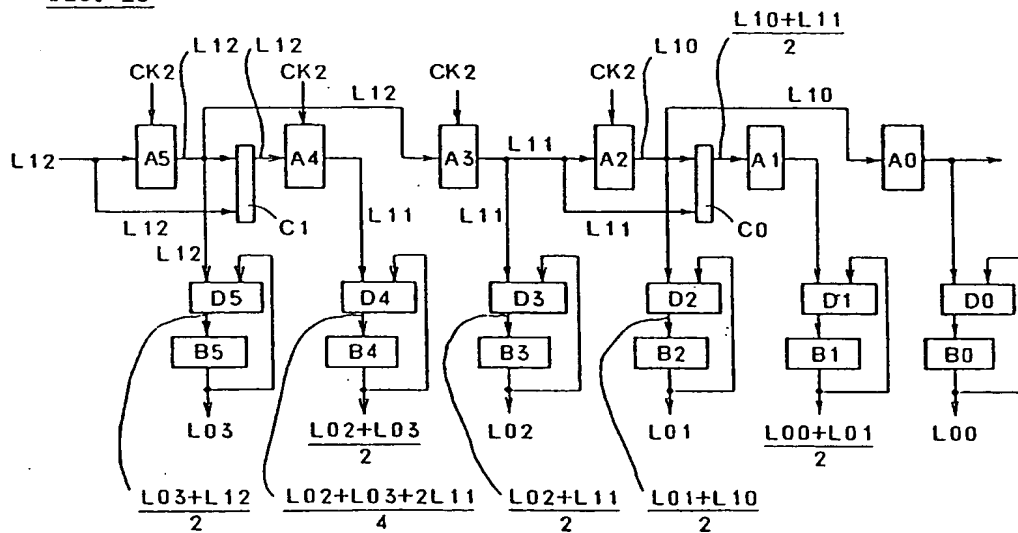 L12 L12 L10 L10+L11
2
CK2 CK2 L12 CK2 CK2 L10
L12 A5 A4 A3 L11 A2 A1 A0
L12 C1 L11 L11 L11 C0
L12
D5 D4 D3 D2 D1 D0
B5 B4 B3 B2 B1 B0
L03 L02+L03 L02 L01 L00+L01 L00
2 2
L03+L12 L02+L03+2L11 L02+L11 L01+L10
2 4 2 2